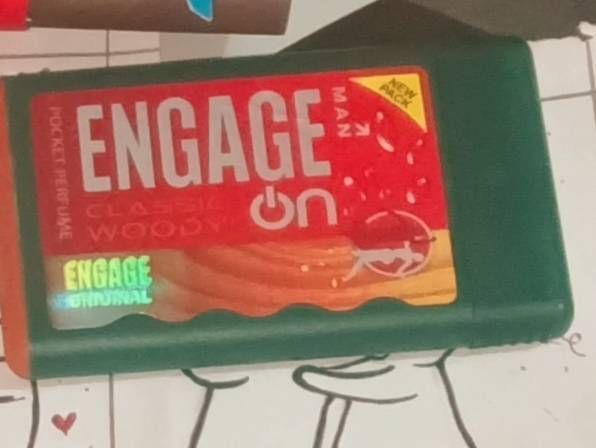 POCKET PERFUME
ENGAGE
MAN
NEW
PACK
ON
CLASSIC
WOODY
ENGAGE
ORIGINAL